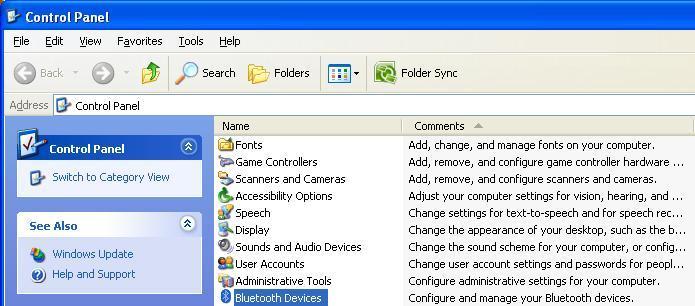 Control Panel
File Edit View Favorites Tools Help
Back Search Folders Folder Sync
Address Control Panel
Control Panel
Switch to Category View
See Also
Windows Update
Help and Support
Name Comments
Fonts Add, change, and manage fonts on your computer.
Game Controllers Add, remove, and configure game controller hardware ...
Scanners and Cameras Add, remove, and configure scanners and cameras.
Accessibility Options Adjust your computer settings for vision, hearing, and ...
Speech Change settings for text-to-speech and for speech rec...
Display Change the appearance of your desktop, such as the b...
Sounds and Audio Devices Change the sound scheme for your computer, or config...
User Accounts Change user account settings and passwords for peopl...
Administrative Tools Configure administrative settings for your computer.
Bluetooth Devices Configure and manage your Bluetooth devices.